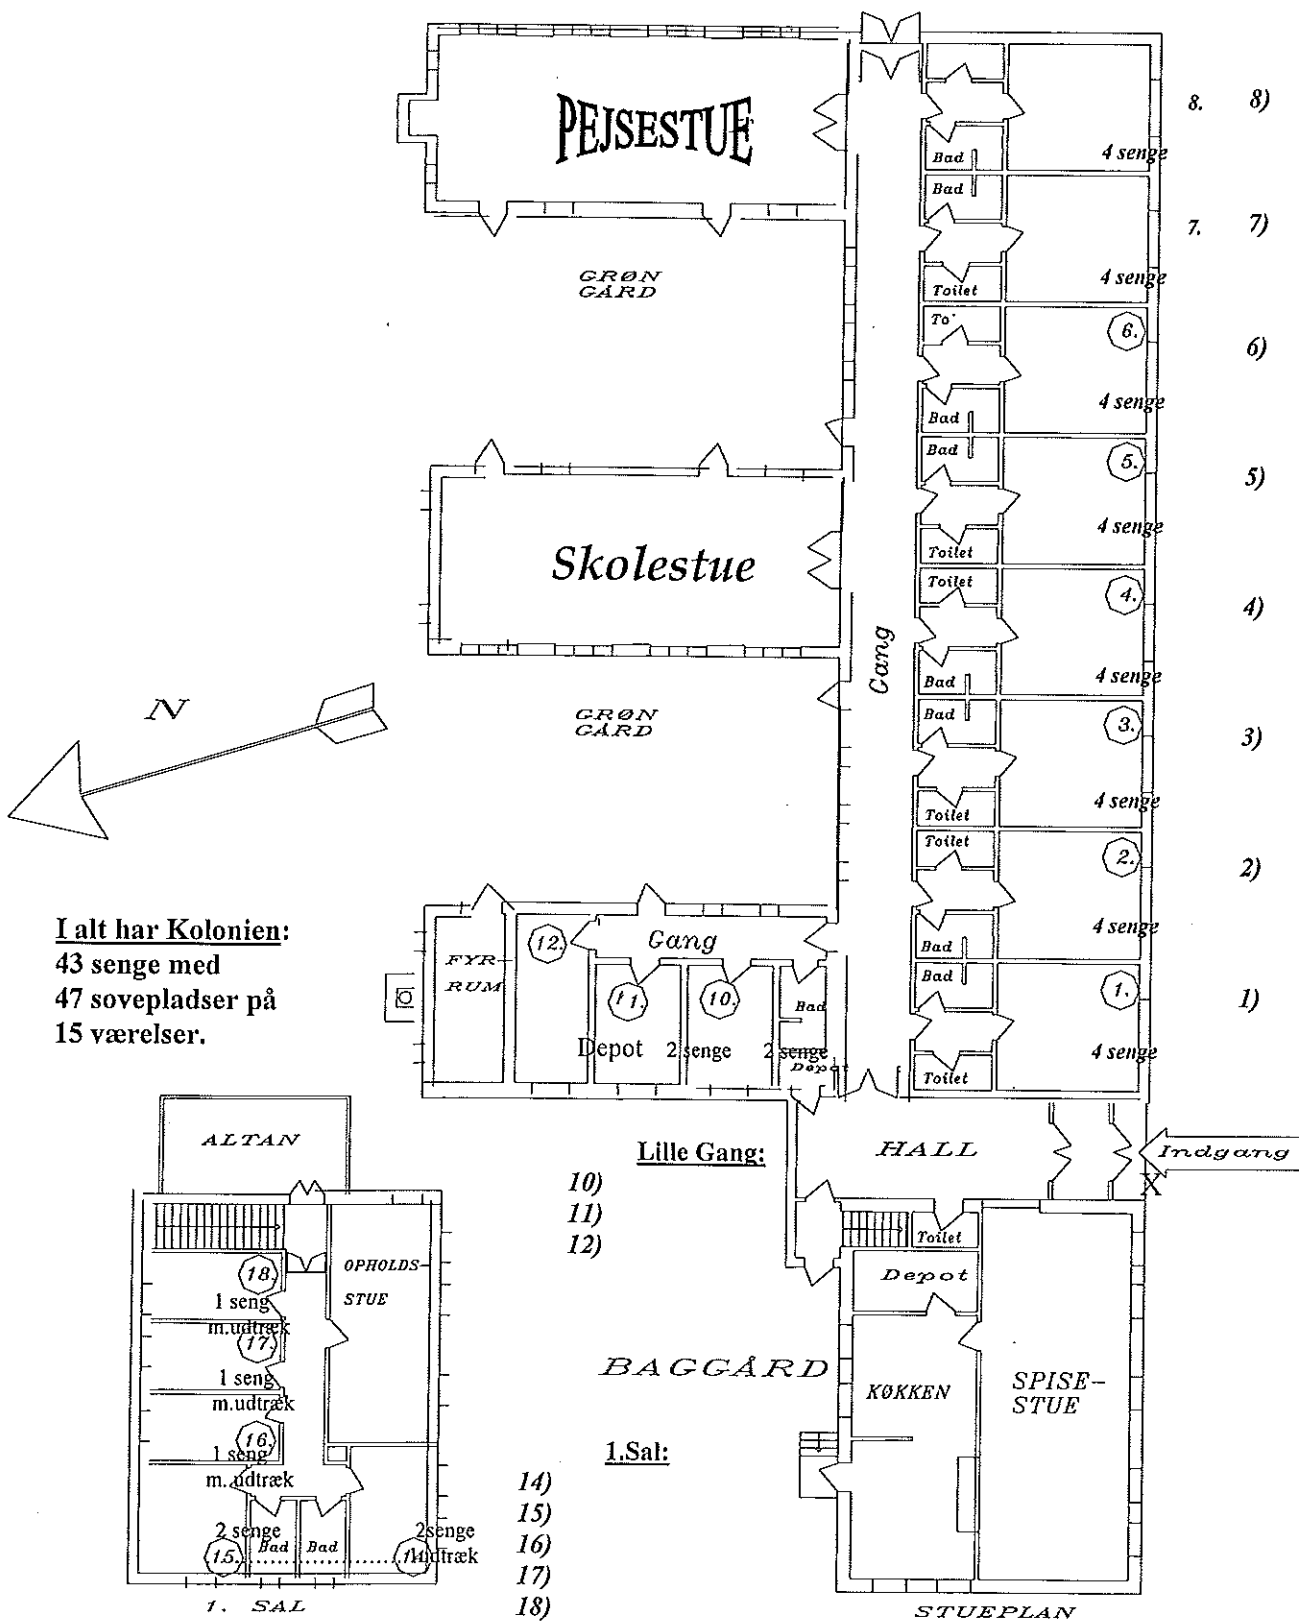 PEJSESTUE
8. 8)
4 senge
Bad
Bad
7. 7)
4 senge
GRØN
GÅRD
Toilet
6.
6)
4 senge
Bad
Bad
5.
5)
4 senge
Skolestue
Toilet
Toilet
4.
4)
Gang
4 senge
Bad
Bad
3.
3)
4 senge
N
GRØN
GÅRD
Toilet
Toilet
2.
2)
4 senge
Bad
Bad
1.
1)
4 senge
Toilet
I alt har Kolonien:
43 senge med
47 sovepladser på
15 værelser.
Gang
FYR-
RUM
12.
11.
10.
Bad
Depot 2 senge 2 senge
Depot
HALL
Indgang
X
Lille Gang:
10)
11)
12)
Toilet
Depot
BAGGÅRD
KØKKEN
SPISE-
STUE
STUEPLAN
ALTAN
OPHOLDS-
STUE
18.
1 seng
m.udtræk
17.
1 seng
m.udtræk
16.
1 seng
m.udtræk
2 senge
15.
Bad
Bad
2senge
14.
udtræk
1. SAL
1.Sal:
14)
15)
16)
17)
18)